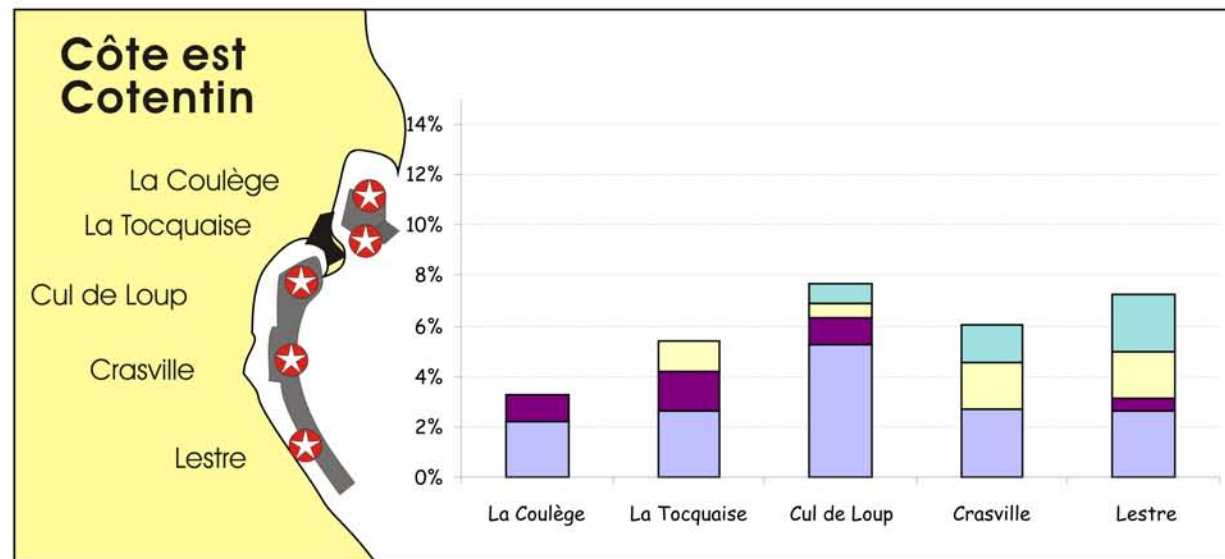 Côte est
Cotentin
La Coulège
La Tocquaise
Cul de Loup
Crasville
Lestre
14%
12%
10%
8%
6%
4%
2%
0%
La Coulège La Tocquaise Cul de Loup Crasville Lestre